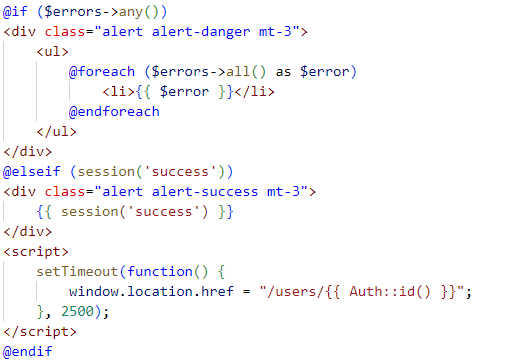 @if ($errors->any())
<div class="alert alert-danger mt-3">
    <ul>
        @foreach ($errors->all() as $error)
            <li>{{ $error }}</li>
        @endforeach
    </ul>
</div>
@elseif (session('success'))
<div class="alert alert-success mt-3">
    {{ session('success') }}
</div>
<script>
    setTimeout(function() {
        window.location.href = "/users/{{ Auth::id() }}";
    }, 2500);
</script>
@endif